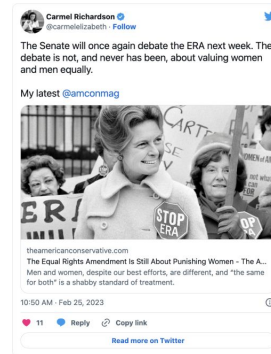 Carmel Richardson
@carmelelizabeth · Follow
The Senate will once again debate the ERA next week. The
debate is not, and never has been, about valuing women
and men equally.
My latest @amconmag
CARTE
SE
WOMEN
ERA
STOP
ERA
theamericanconservative.com
The Equal Rights Amendment Is Still About Punishing Women - The A...
Men and women, despite our best efforts, are different, and "the same
for both" is a shabby standard of treatment.
10:50 AM · Feb 25, 2023
11 Reply Copy link
Read more on Twitter